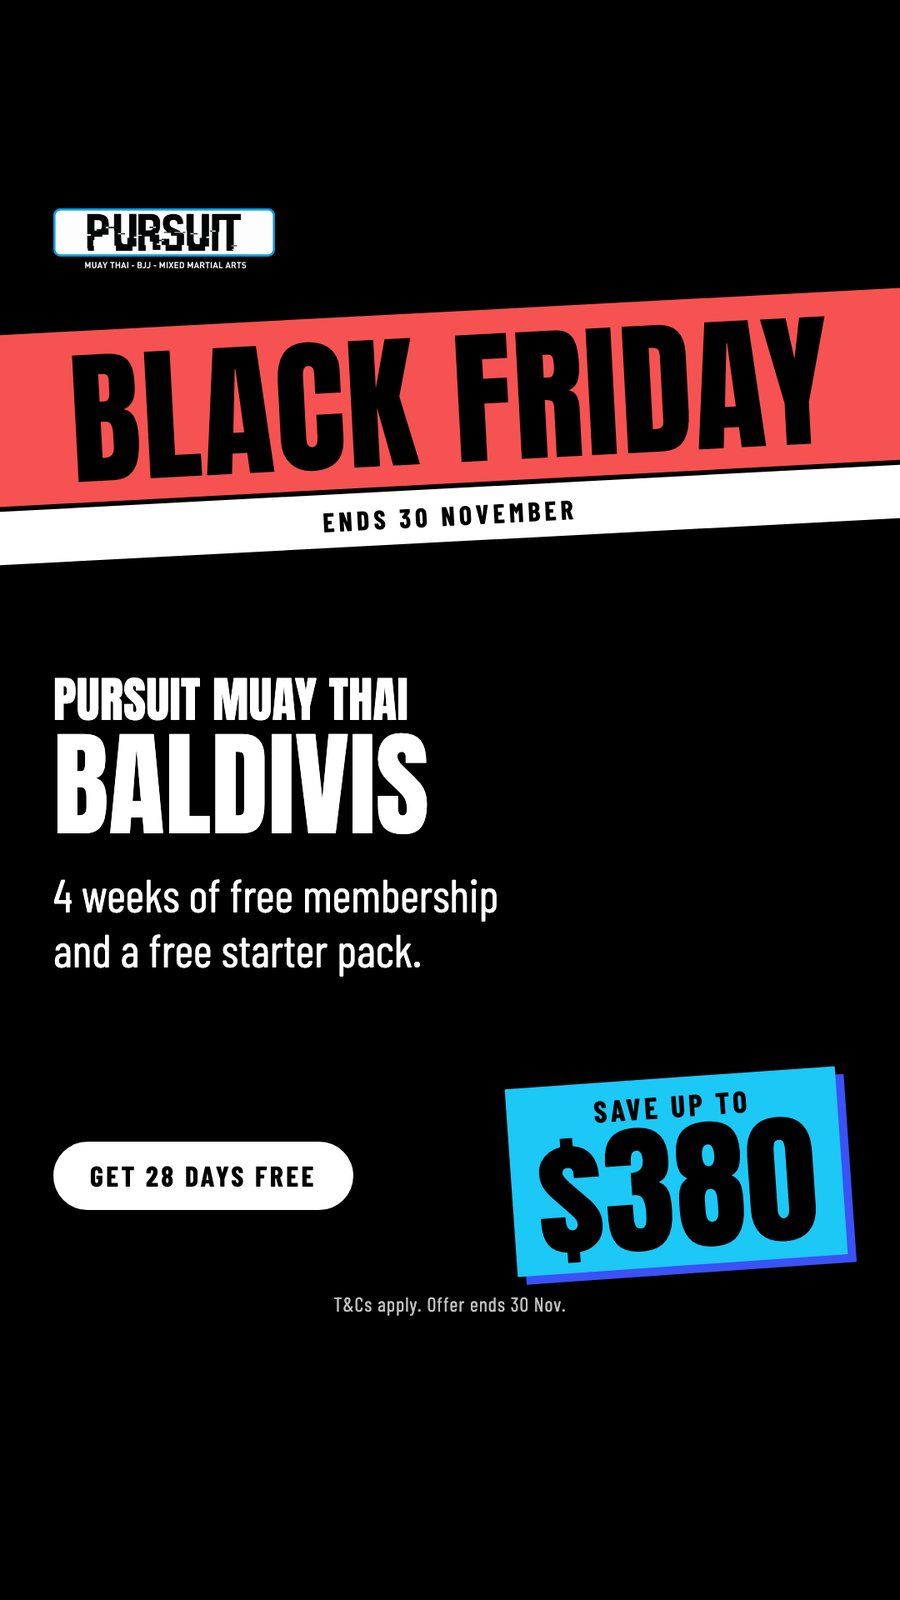 PURSUIT
MUAY THAI - BJJ - MIXED MARTIAL ARTS
BLACK FRIDAY
ENDS 30 NOVEMBER
PURSUIT MUAY THAI
BALDIVIS
4 weeks of free membership
and a free starter pack.
SAVE UP TO
$380
GET 28 DAYS FREE
T&Cs apply. Offer ends 30 Nov.